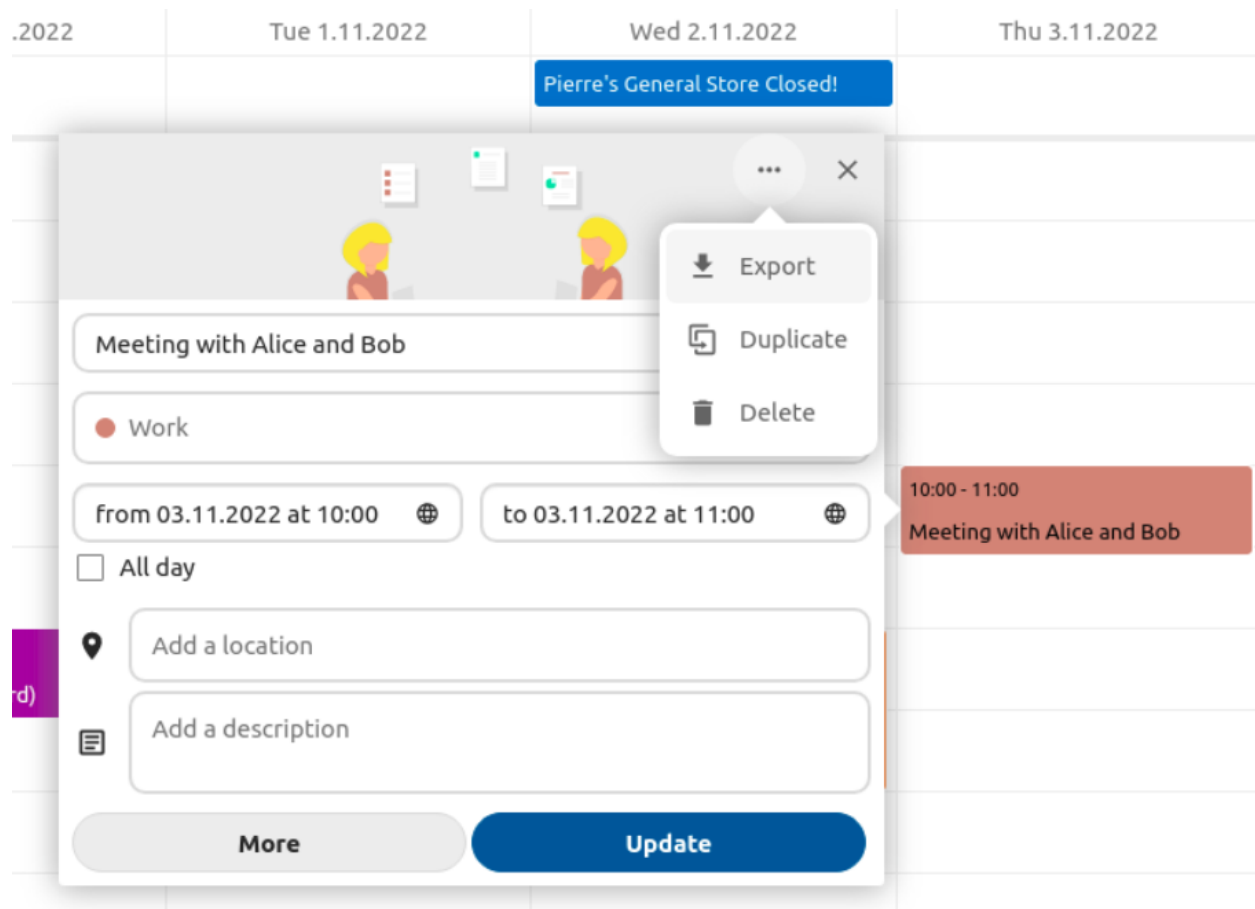 .2022
Tue 1.11.2022
Wed 2.11.2022
Thu 3.11.2022
Pierre's General Store Closed!
Export
Duplicate
Delete
Meeting with Alice and Bob
Work
from 03.11.2022 at 10:00
to 03.11.2022 at 11:00
10:00 - 11:00
Meeting with Alice and Bob
All day
Add a location
rd)
Add a description
More
Update